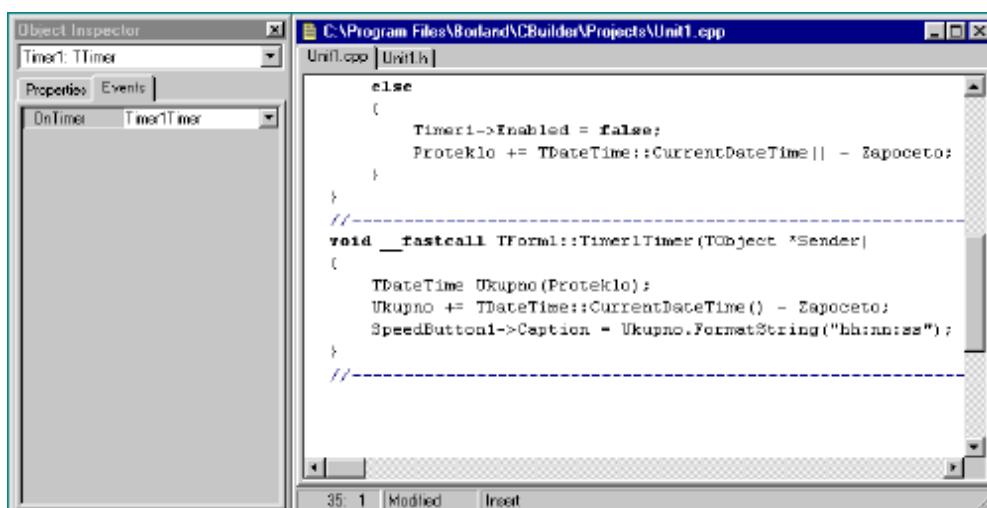 Object Inspector
Timer1: TTimer
Properties Events
OnTimer Timer1Timer
C:\Program Files\Borland\CBuilder\Projects\Unit1.cpp
Unit1.cpp Unit1.h
else
{
Timer1->Enabled = false;
Proteklo += TDateTime::CurrentDateTime() - Zapoceto;
}
}
//----------------------------------------------------------
void __fastcall TForm1::Timer1Timer(TObject *Sender)
{
TDateTime Ukupno(Proteklo);
Ukupno += TDateTime::CurrentDateTime() - Zapoceto;
SpeedButton1->Caption = Ukupno.FormatString("hh:nn:ss");
}
//----------------------------------------------------------
35: 1 Modified Insert